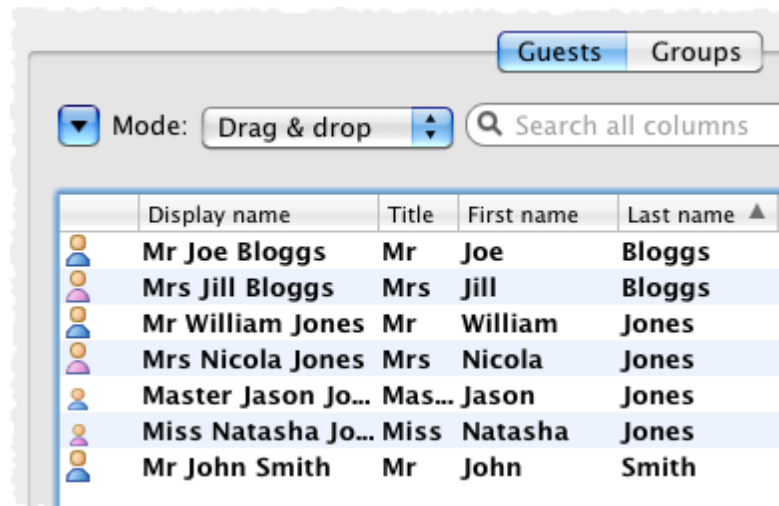 Guests Groups
Mode: Drag & drop Search all columns
Display name Title First name Last name
Mr Joe Bloggs Mr Joe Bloggs
Mrs Jill Bloggs Mrs Jill Bloggs
Mr William Jones Mr William Jones
Mrs Nicola Jones Mrs Nicola Jones
Master Jason Jo... Mas... Jason Jones
Miss Natasha Jo... Miss Natasha Jones
Mr John Smith Mr John Smith